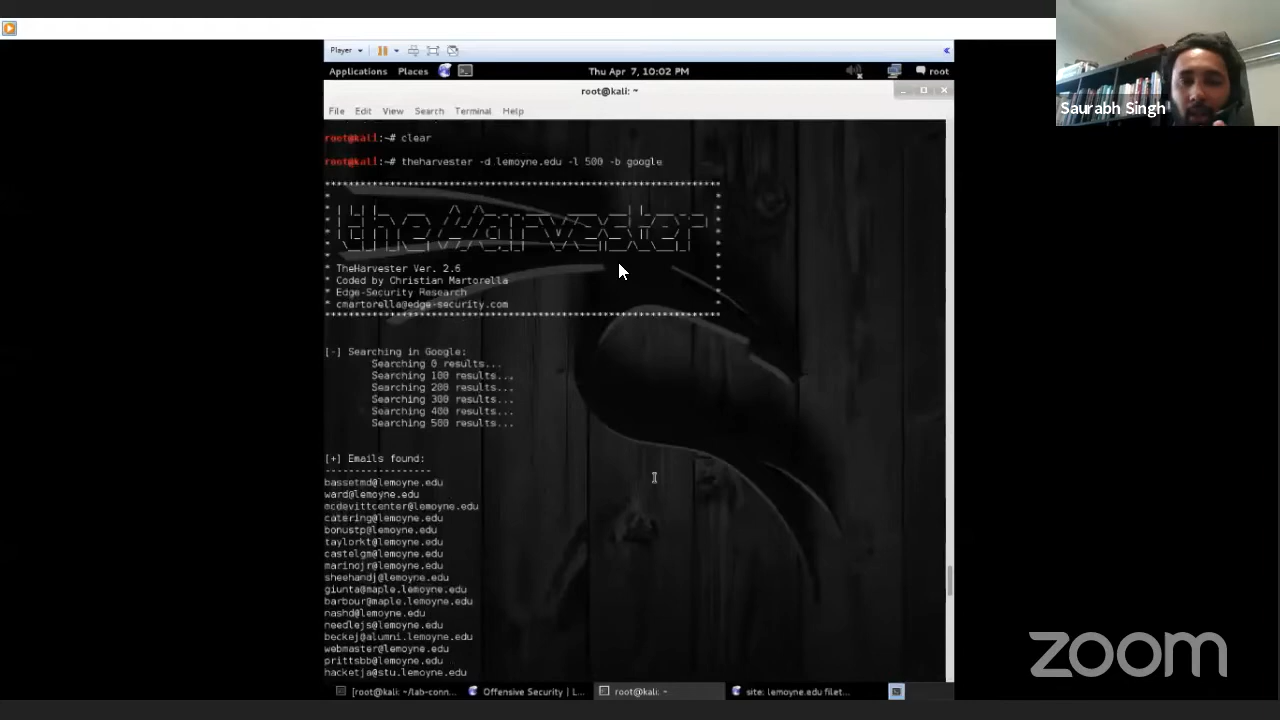 Player
Applications Places Thu Apr 7, 10:02 PM root
root@kali: ~
File Edit View Search Terminal Help
root@kali:~# clear
root@kali:~# theharvester -d lemoyne.edu -l 500 -b google
*******************************************************************
theHarvester
* TheHarvester Ver. 2.6 *
* Coded by Christian Martorella *
* Edge-Security Research *
* cmartorella@edge-security.com *
*******************************************************************
[-] Searching in Google:
Searching 0 results...
Searching 100 results...
Searching 200 results...
Searching 300 results...
Searching 400 results...
Searching 500 results...
[+] Emails found:
------------------
bassetmd@lemoyne.edu
ward@lemoyne.edu
mcdevittcenter@lemoyne.edu
catering@lemoyne.edu
bonustp@lemoyne.edu
taylorkt@lemoyne.edu
castelgm@lemoyne.edu
marinojr@lemoyne.edu
sheehandj@lemoyne.edu
giunta@maple.lemoyne.edu
barbour@maple.lemoyne.edu
nashd@lemoyne.edu
needlejs@lemoyne.edu
beckej@alumni.lemoyne.edu
webmaster@lemoyne.edu
prittsbb@lemoyne.edu
hacketja@stu.lemoyne.edu
[root@kali: ~/lab-conn... Offensive Security | L... root@kali: ~ site: lemoyne.edu filet...
Saurabh Singh
zoom